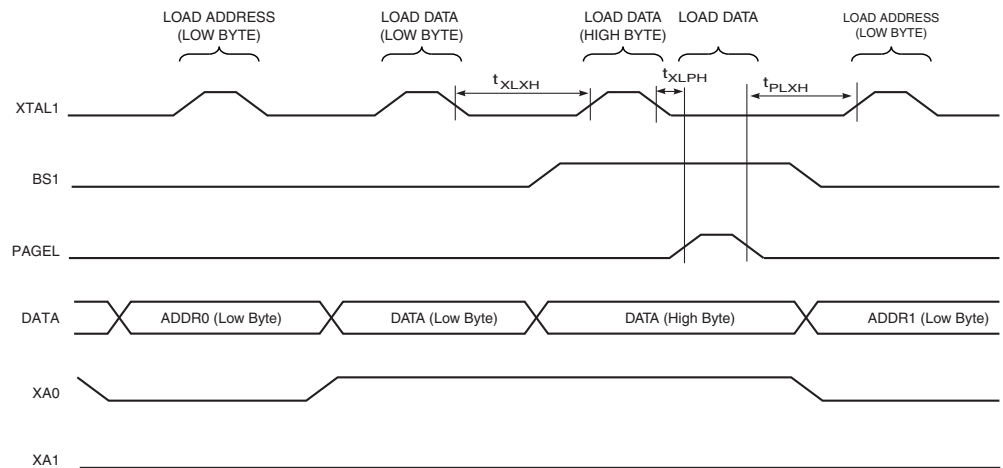 LOAD ADDRESS
(LOW BYTE)
LOAD DATA
(LOW BYTE)
LOAD DATA
(HIGH BYTE)
LOAD DATA
LOAD ADDRESS
(LOW BYTE)
tXLXH
tXLPH
tPLXH
XTAL1
BS1
PAGEL
DATA
ADDR0 (Low Byte)
DATA (Low Byte)
DATA (High Byte)
ADDR1 (Low Byte)
XA0
XA1